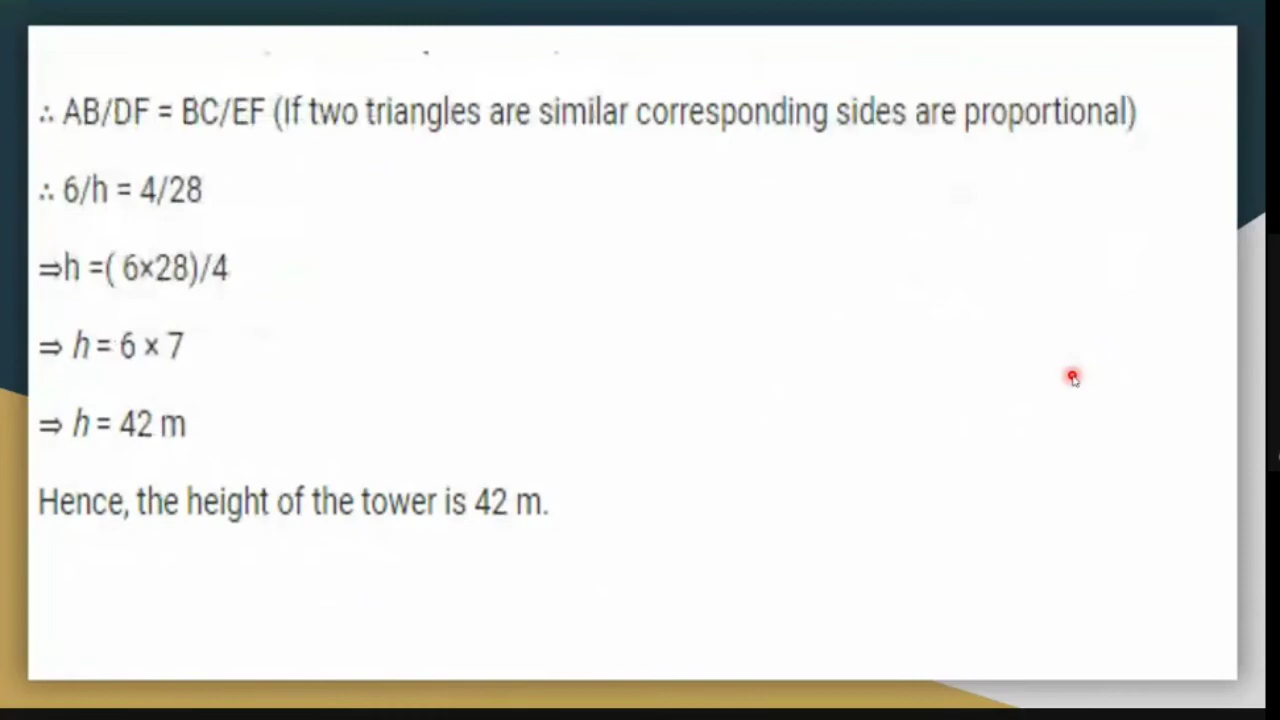 ∴ AB/DF = BC/EF (If two triangles are similar corresponding sides are proportional)
∴ 6/h = 4/28
⇒h =( 6×28)/4
⇒ h = 6 × 7
⇒ h = 42 m
Hence, the height of the tower is 42 m.